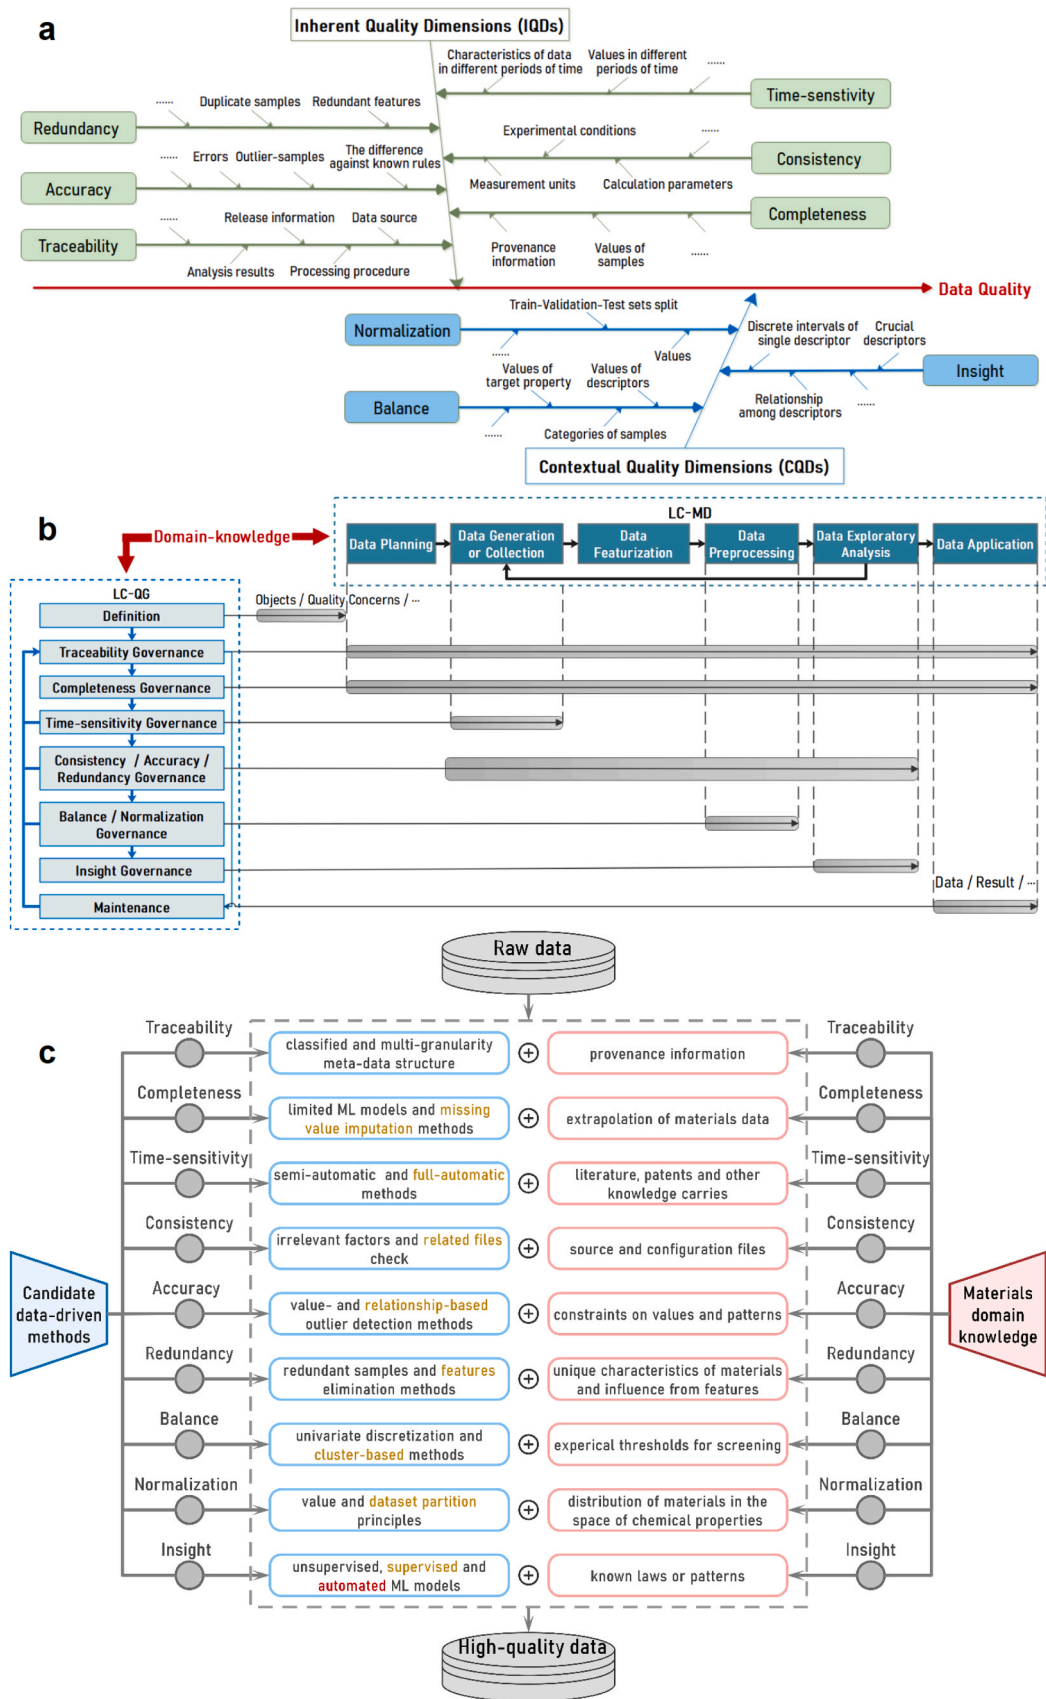 a
Inherent Quality Dimensions (IQDs)
Characteristics of data
in different periods of time
Values in different
periods of time
......
Time-senstivity
......
Duplicate samples
Redundant features
Redundancy
Experimental conditions
......
Consistency
Measurement units
Calculation parameters
......
Errors
Outlier-samples
The difference
against known rules
Accuracy
Completeness
Provenance
information
Values of
samples
......
......
Release information
Data source
Traceability
Analysis results
Processing procedure
Data Quality
Train-Validation-Test sets split
Normalization
......
Values
Discrete intervals of
single descriptor
Crucial
descriptors
Insight
Relationship
among descriptors
......
Values of
target property
Values of
descriptors
Balance
......
Categories of samples
Contextual Quality Dimensions (CQDs)
b
Domain-knowledge
LC-MD
Data Planning
Data Generation
or Collection
Data
Featurization
Data
Preprocessing
Data Exploratory
Analysis
Data Application
LC-QG
Definition
Objects / Quality Concerns / ...
Traceability Governance
Completeness Governance
Time-sensitivity Governance
Consistency / Accuracy /
Redundancy Governance
Balance / Normalization
Governance
Insight Governance
Maintenance
Data / Result / ...
c
Raw data
Traceability
classified and multi-granularity
meta-data structure
provenance information
Traceability
Completeness
limited ML models and missing
value imputation methods
extrapolation of materials data
Completeness
Time-sensitivity
semi-automatic and full-automatic
methods
literature, patents and other
knowledge carries
Time-sensitivity
Consistency
irrelevant factors and related files
check
source and configuration files
Consistency
Candidate
data-driven
methods
Accuracy
value- and relationship-based
outlier detection methods
constraints on values and patterns
Accuracy
Materials
domain
knowledge
Redundancy
redundant samples and features
elimination methods
unique characteristics of materials
and influence from features
Redundancy
Balance
univariate discretization and
cluster-based methods
experical thresholds for screening
Balance
Normalization
value and dataset partition
principles
distribution of materials in the
space of chemical properties
Normalization
Insight
unsupervised, supervised and
automated ML models
known laws or patterns
Insight
High-quality data